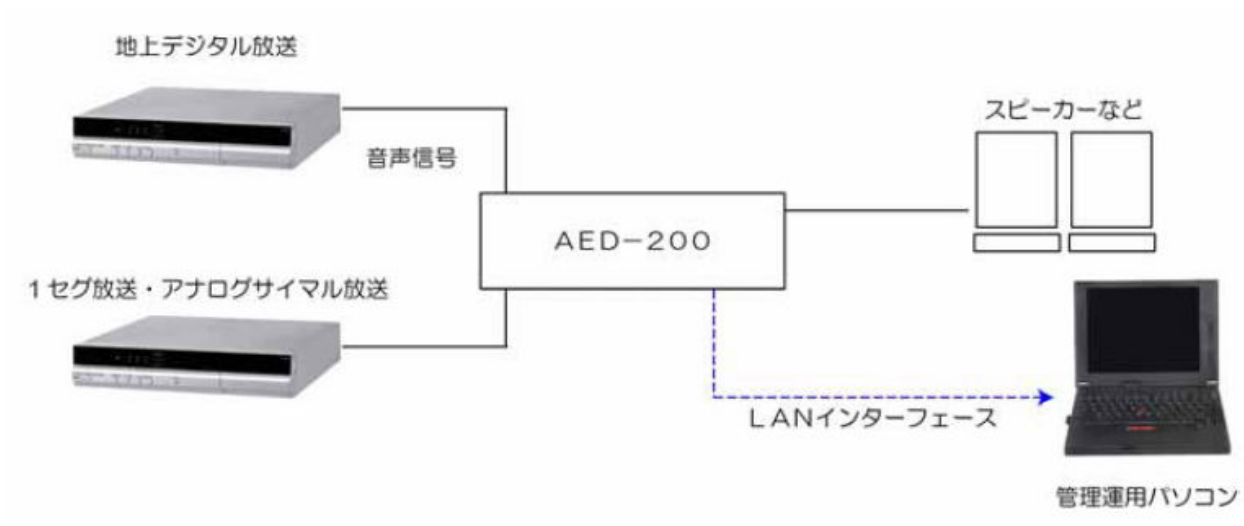 地上デジタル放送
スピーカーなど
音声信号
AED-200
1セグ放送・アナログサイマル放送
LANインターフェース
管理運用パソコン